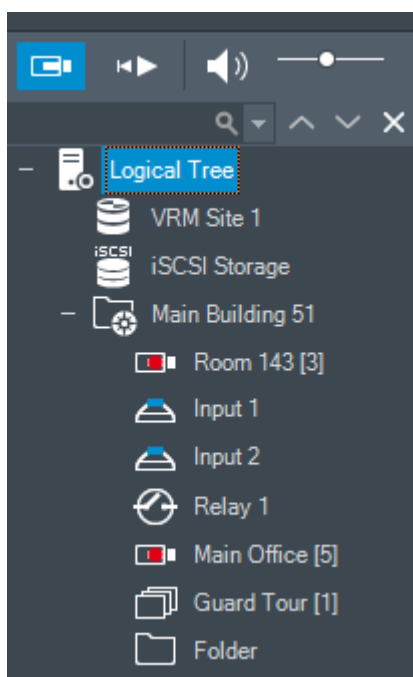 Logical Tree
VRM Site 1
iSCSI
iSCSI Storage
Main Building 51
Room 143 [3]
Input 1
Input 2
Relay 1
Main Office [5]
Guard Tour [1]
Folder